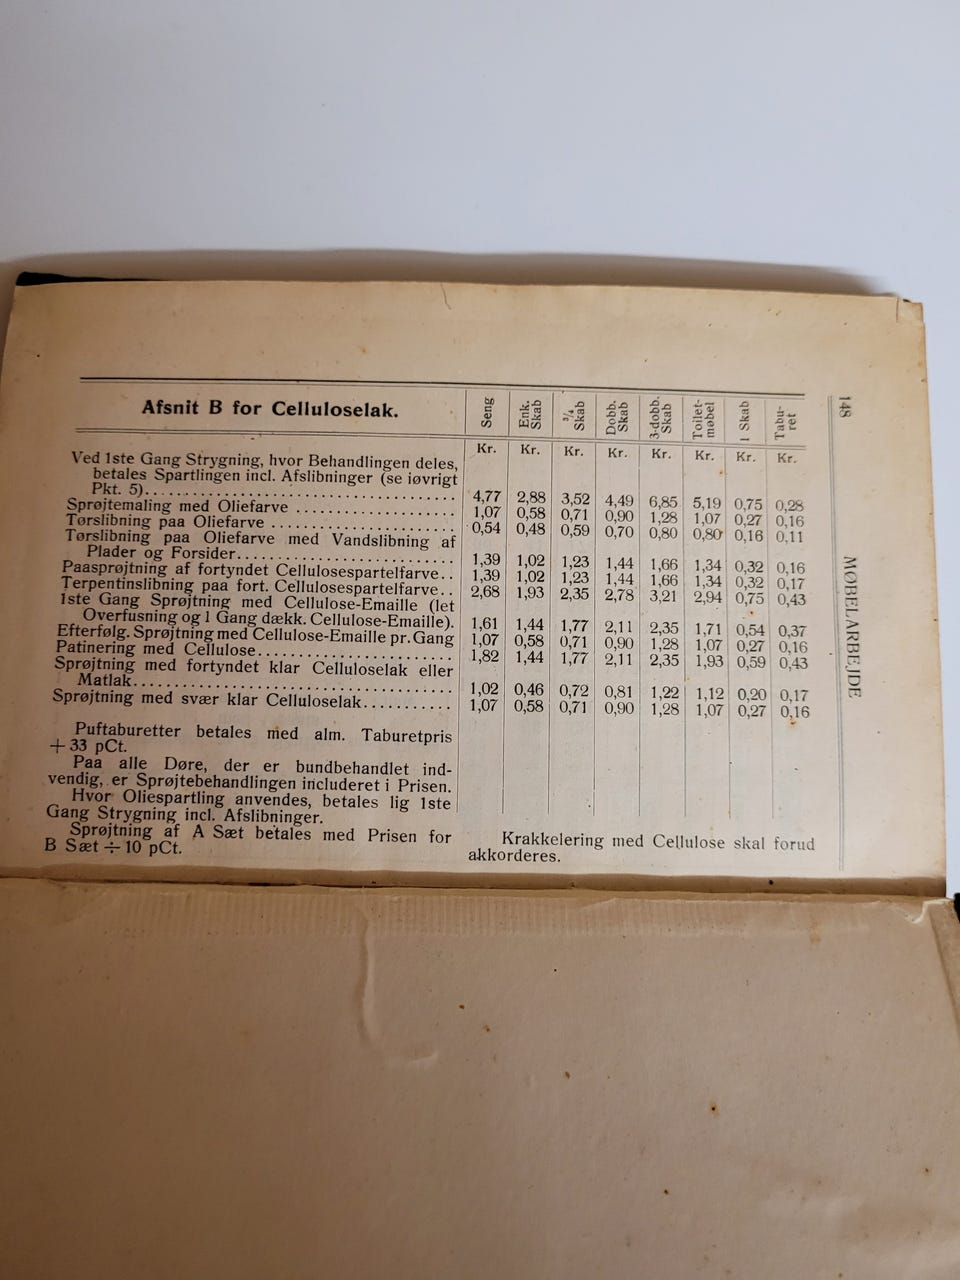 148
MØBELARBEJDE
Afsnit B for Celluloselak.
Seng Enk. Skab ¾ Skab Dobb. Skab 3-dobb. Skab Toilet-møbel 1 Skab Tabu-ret
Kr. Kr. Kr. Kr. Kr. Kr. Kr. Kr.
Ved 1ste Gang Strygning, hvor Behandlingen deles,
betales Spartlingen incl. Afslibninger (se iøvrigt
Pkt. 5)........ 4,77 2,88 3,52 4,49 6,85 5,19 0,75 0,28
Sprøjtemaling med Oliefarve ........ 1,07 0,58 0,71 0,90 1,28 1,07 0,27 0,16
Tørslibning paa Oliefarve ........ 0,54 0,48 0,59 0,70 0,80 0,80 0,16 0,11
Tørslibning paa Oliefarve med Vandslibning af
Plader og Forsider........ 1,39 1,02 1,23 1,44 1,66 1,34 0,32 0,16
Paasprøjtning af fortyndet Cellulosespartelfarve.. 1,39 1,02 1,23 1,44 1,66 1,34 0,32 0,17
Terpentinslibning paa fort. Cellulosespartelfarve.. 2,68 1,93 2,35 2,78 3,21 2,94 0,75 0,43
1ste Gang Sprøjtning med Cellulose-Emaille (let
Overfusning og 1 Gang dækk. Cellulose-Emaille). 1,61 1,44 1,77 2,11 2,35 1,71 0,54 0,37
Efterfølg. Sprøjtning med Cellulose-Emaille pr. Gang 1,07 0,58 0,71 0,90 1,28 1,07 0,27 0,16
Patinering med Cellulose........ 1,82 1,44 1,77 2,11 2,35 1,93 0,59 0,43
Sprøjtning med fortyndet klar Celluloselak eller
Matlak........ 1,02 0,46 0,72 0,81 1,22 1,12 0,20 0,17
Sprøjtning med svær klar Celluloselak........ 1,07 0,58 0,71 0,90 1,28 1,07 0,27 0,16
Puftaburetter betales med alm. Taburetpris
+ 33 pCt.
Paa alle Døre, der er bundbehandlet ind-
vendig, er Sprøjtebehandlingen includeret i Prisen.
Hvor Oliespartling anvendes, betales lig 1ste
Gang Strygning incl. Afslibninger.
Sprøjtning af A Sæt betales med Prisen for
B Sæt ÷ 10 pCt.
Krakkelering med Cellulose skal forud
akkorderes.